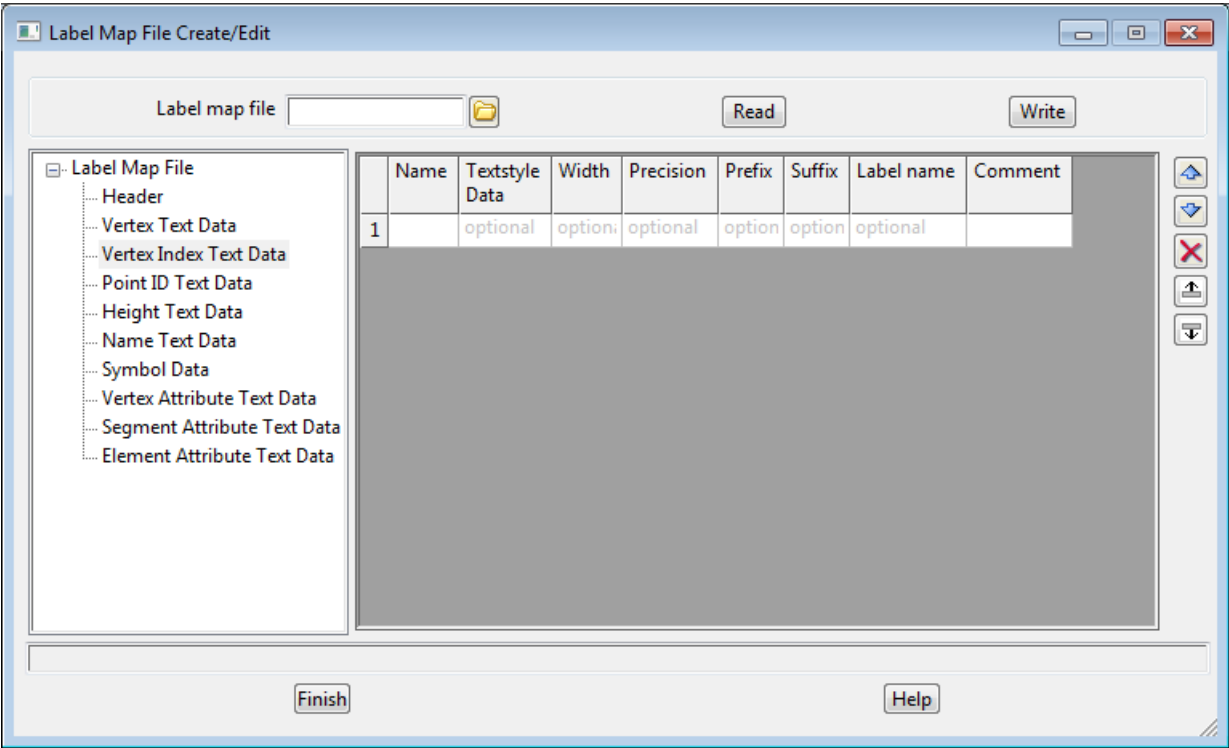 Label Map File Create/Edit
Label map file
Read
Write
Label Map File
Header
Vertex Text Data
Vertex Index Text Data
Point ID Text Data
Height Text Data
Name Text Data
Symbol Data
Vertex Attribute Text Data
Segment Attribute Text Data
Element Attribute Text Data
Name Textstyle Width Precision Prefix Suffix Label name Comment
Data
1 optional option optional option option optional
Finish
Help